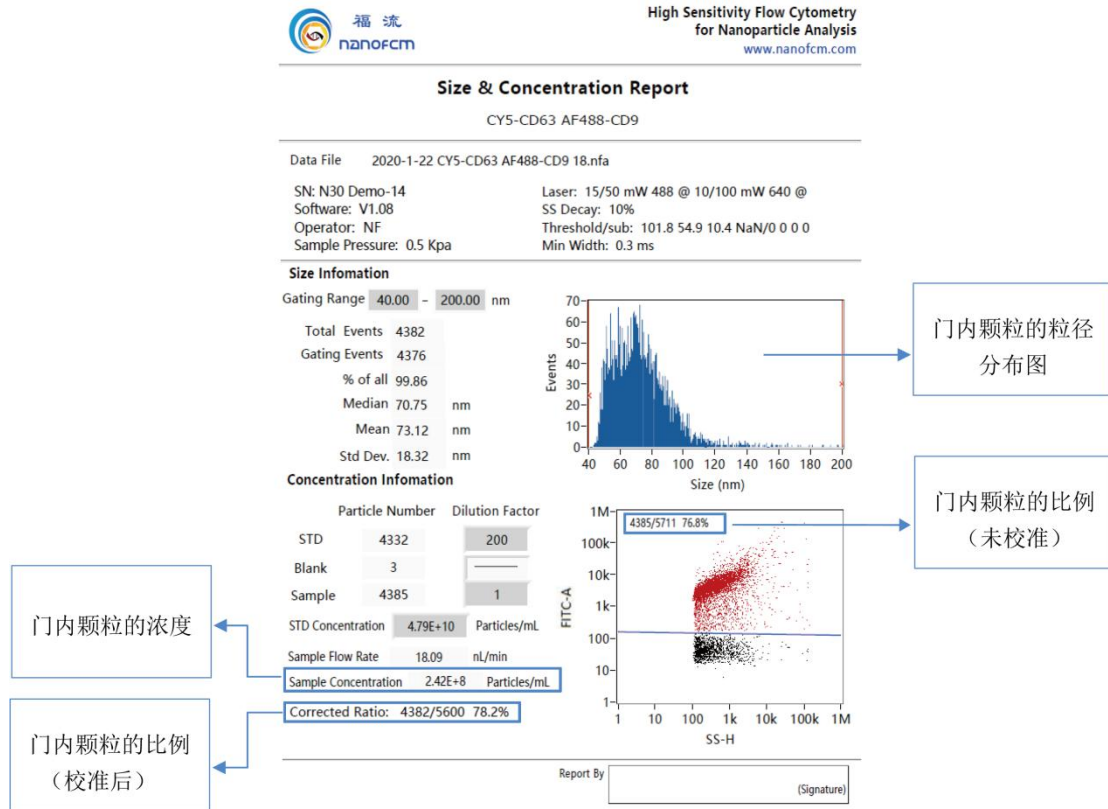 福 流
nanoFCM
High Sensitivity Flow Cytometry
for Nanoparticle Analysis
www.nanofcm.com
Size & Concentration Report
CY5-CD63 AF488-CD9
Data File 2020-1-22 CY5-CD63 AF488-CD9 18.nfa
SN: N30 Demo-14
Software: V1.08
Operator: NF
Sample Pressure: 0.5 Kpa
Laser: 15/50 mW 488 @ 10/100 mW 640 @
SS Decay: 10%
Threshold/sub: 101.8 54.9 10.4 NaN/0 0 0 0
Min Width: 0.3 ms
Size Infomation
Gating Range 40.00 - 200.00 nm
Total Events 4382
Gating Events 4376
% of all 99.86
Median 70.75 nm
Mean 73.12 nm
Std Dev. 18.32 nm
70
60
50
40
30
20
10
0
Events
40 60 80 100 120 140 160 180 200
Size (nm)
门内颗粒的粒径
分布图
Concentration Infomation
Particle Number Dilution Factor
STD 4332 200
Blank 3
Sample 4385 1
STD Concentration 4.79E+10 Particles/mL
Sample Flow Rate 18.09 nL/min
Sample Concentration 2.42E+8 Particles/mL
Corrected Ratio: 4382/5600 78.2%
4385/5711 76.8%
1M
100k
10k
1k
100
10
1
FITC-A
1 10 100 1k 10k 100k 1M
SS-H
门内颗粒的比例
（未校准）
门内颗粒的浓度
门内颗粒的比例
（校准后）
Report By
(Signature)